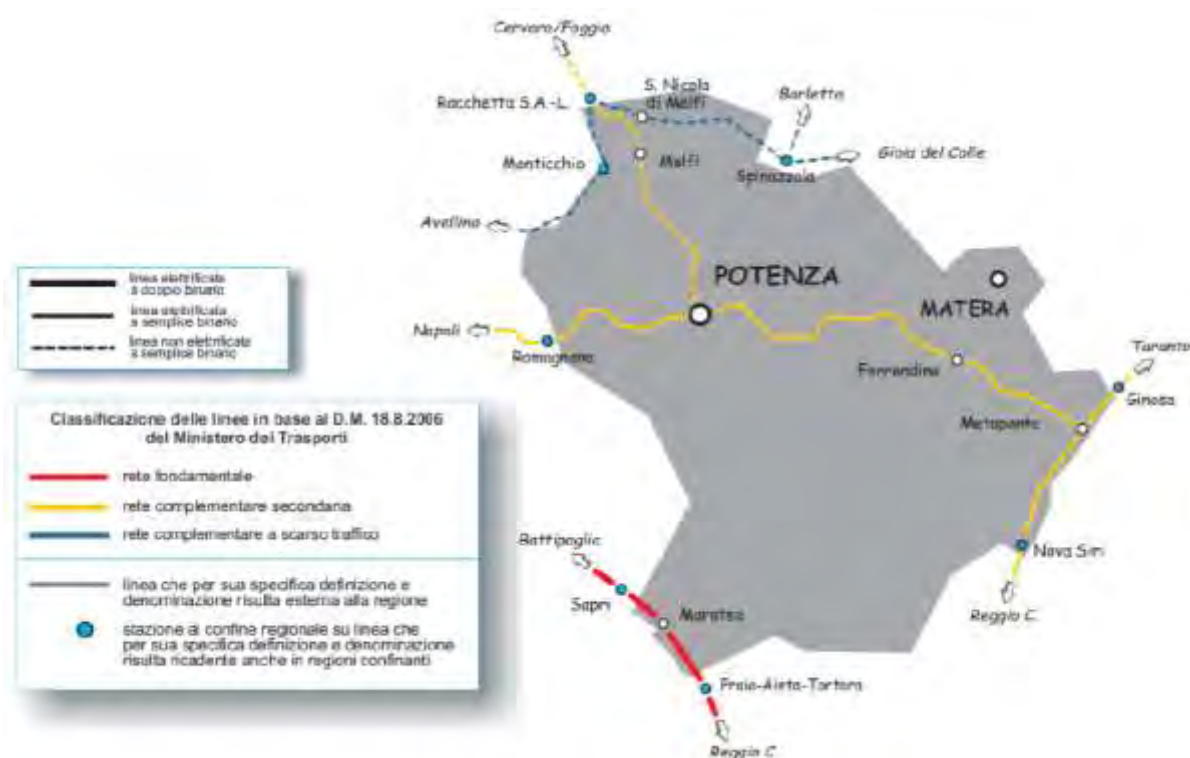 Cervaro/Foggia
Rocchetta S.A.-L.
S. Nicola
di Melfi
Barletta
Monticchio
Melfi
Spinazzola
Gioia del Colle
Avellino
POTENZA
MATERA
Napoli
Romagnano
Ferrandina
Taranto
Ginosa
Metaponto
Nova Siri
Reggio C.
Battipaglia
Sapri
Maratea
Praia-Aieta-Tortora
Reggio C.
linea elettrificata
a doppio binario
linea elettrificata
a semplice binario
linea non elettrificata
a semplice binario
Classificazione delle linee in base al D.M. 18.8.2006
del Ministero dei Trasporti
rete fondamentale
rete complementare secondaria
rete complementare a scarso traffico
linea che per sua specifica definizione e
denominazione risulta esterna alla regione
stazione al confine regionale su linea che
per sua specifica definizione e denominazione
risulta ricadente anche in regioni confinanti